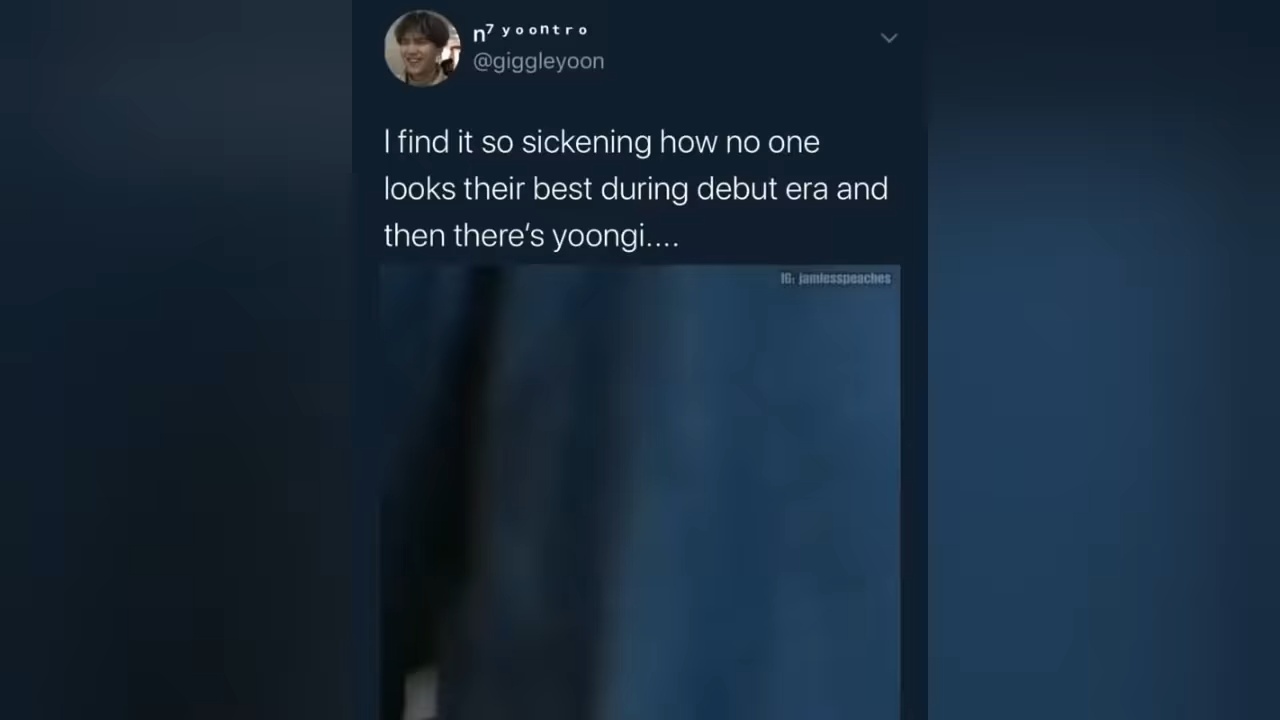 n⁷ ʸᵒᵒⁿᵗʳᵒ
@giggleyoon
I find it so sickening how no one
looks their best during debut era and
then there's yoongi....
IG: jamlesspeaches